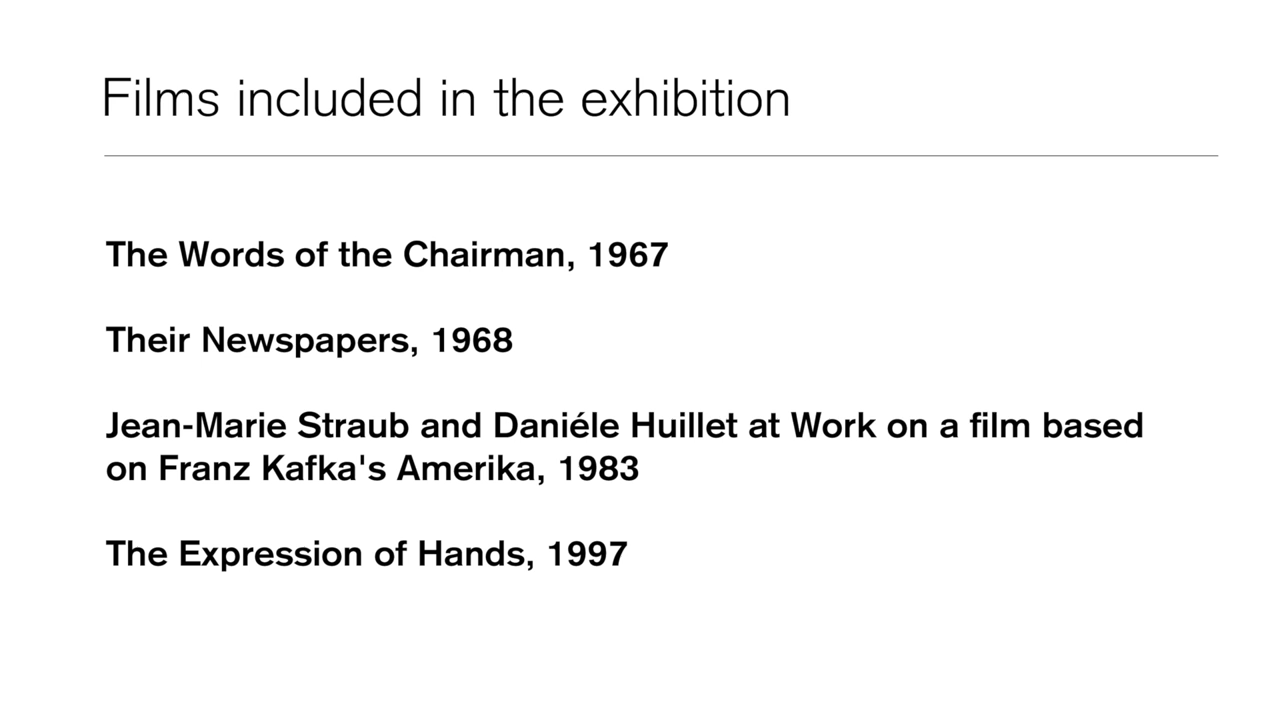 Films included in the exhibition
The Words of the Chairman, 1967
Their Newspapers, 1968
Jean-Marie Straub and Daniéle Huillet at Work on a film based
on Franz Kafka's Amerika, 1983
The Expression of Hands, 1997